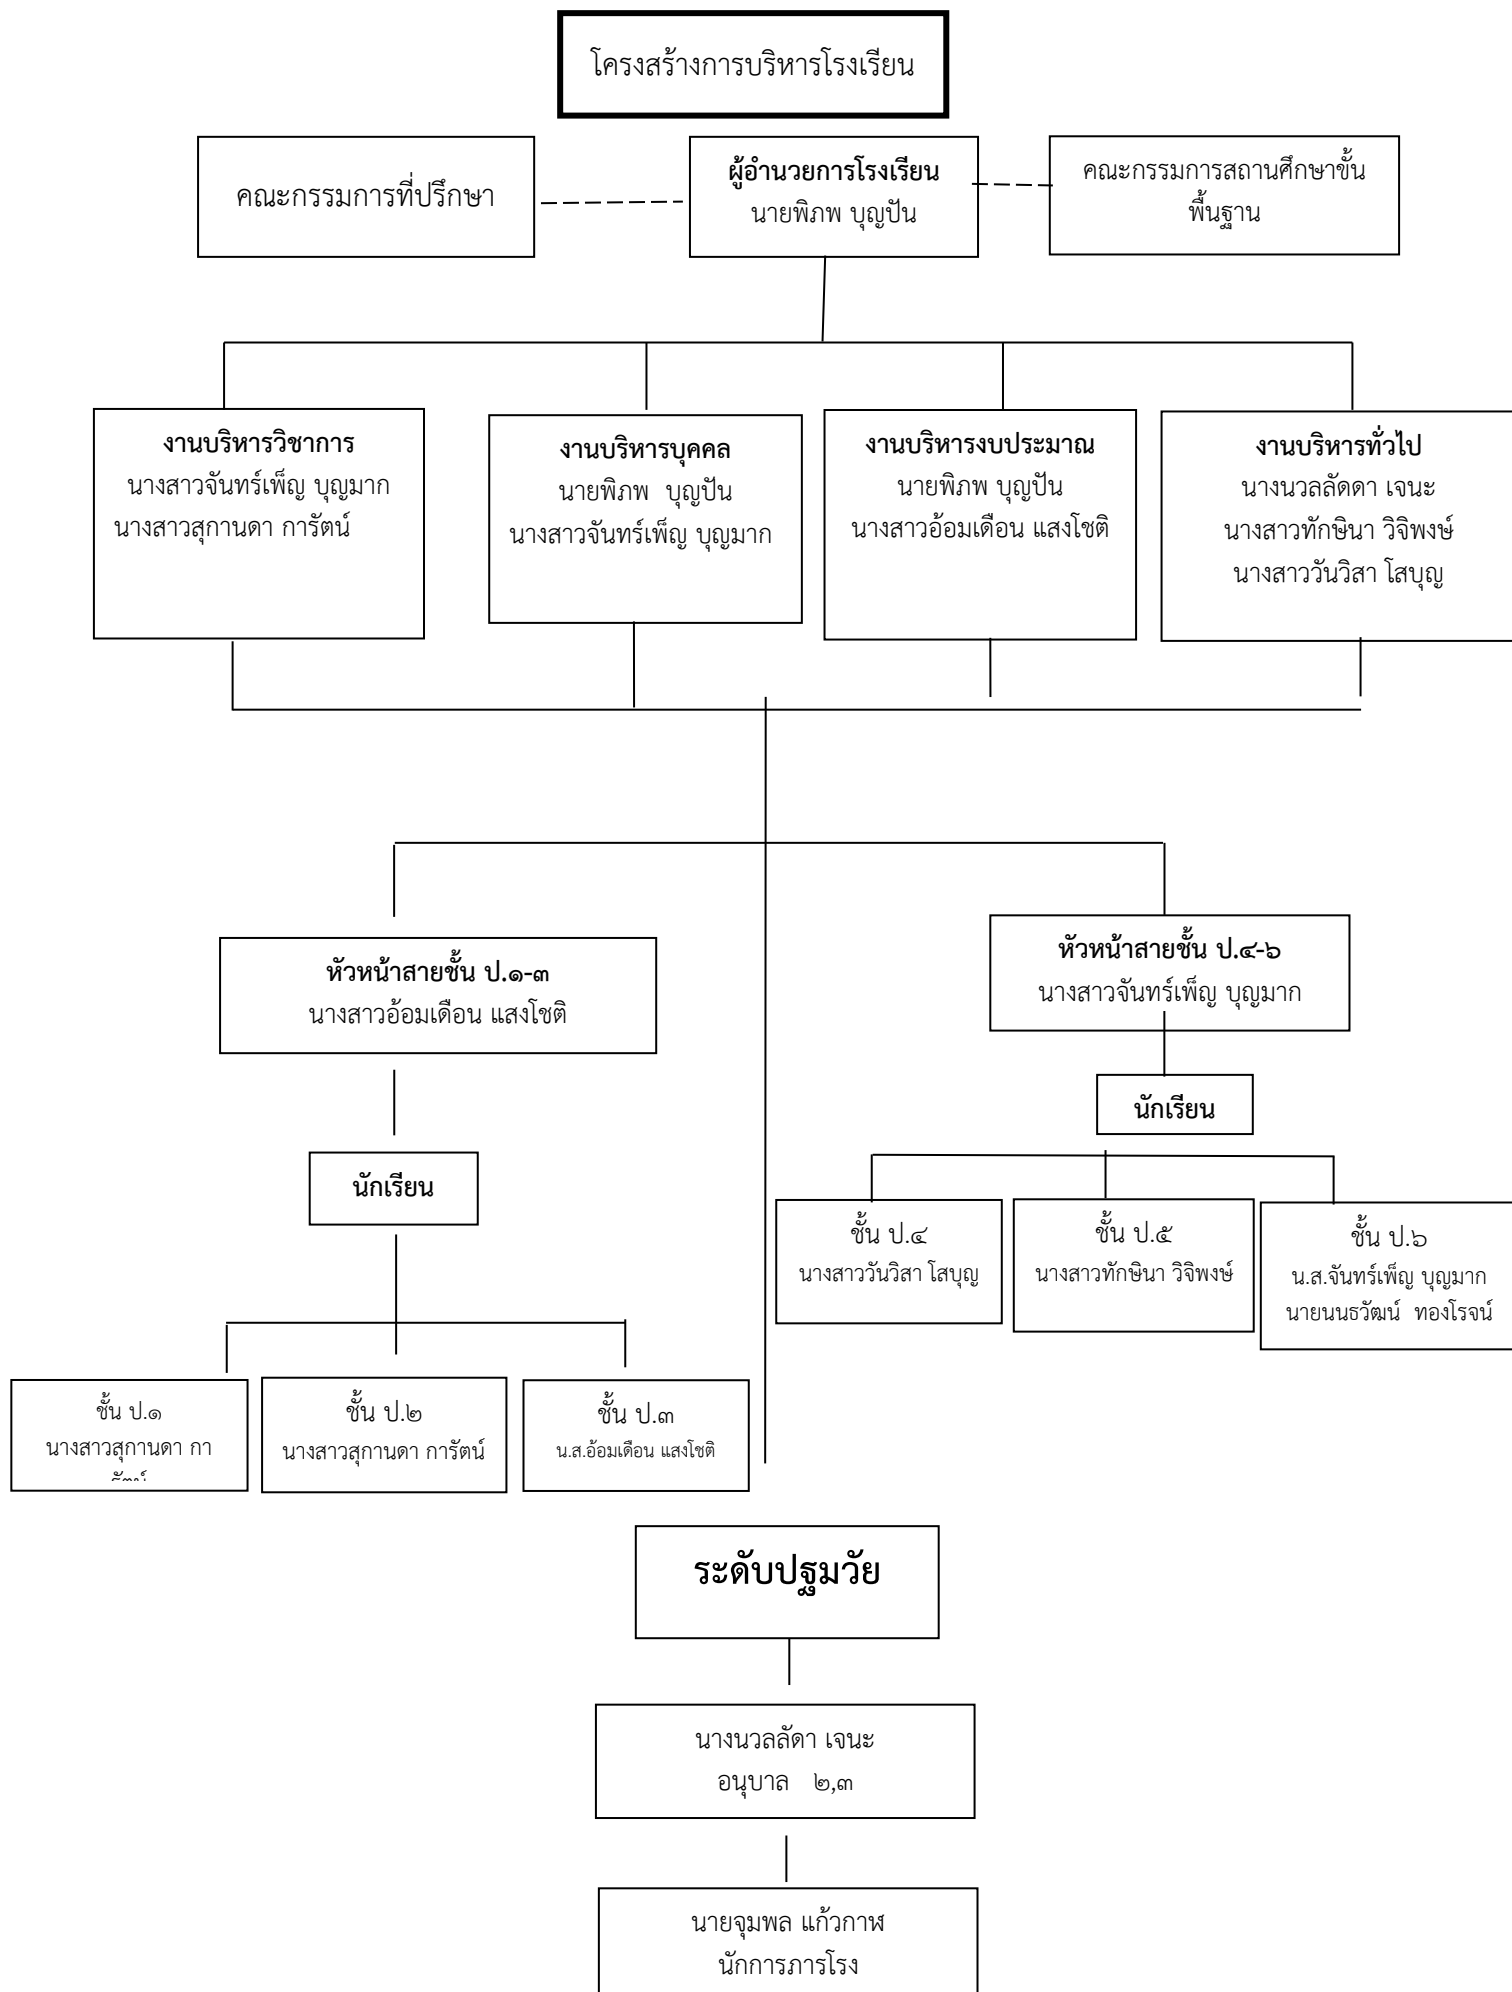 โครงสร้างการบริหารโรงเรียน
คณะกรรมการที่ปรึกษา
ผู้อำนวยการโรงเรียน
นายพิภพ บุญปัน
คณะกรรมการสถานศึกษาขั้น
พื้นฐาน
งานบริหารวิชาการ
นางสาวจันทร์เพ็ญ บุญมาก
นางสาวสุกานดา การัตน์
งานบริหารบุคคล
นายพิภพ บุญปัน
นางสาวจันทร์เพ็ญ บุญมาก
งานบริหารงบประมาณ
นายพิภพ บุญปัน
นางสาวอ้อมเดือน แสงโชติ
งานบริหารทั่วไป
นางนวลลัดดา เจนะ
นางสาวทักษินา วิจิพงษ์
นางสาววันวิสา โสบุญ
หัวหน้าสายชั้น ป.๑-๓
นางสาวอ้อมเดือน แสงโชติ
หัวหน้าสายชั้น ป.๔-๖
นางสาวจันทร์เพ็ญ บุญมาก
นักเรียน
นักเรียน
ชั้น ป.๔
นางสาววันวิสา โสบุญ
ชั้น ป.๕
นางสาวทักษินา วิจิพงษ์
ชั้น ป.๖
น.ส.จันทร์เพ็ญ บุญมาก
นายนนธวัฒน์ ทองโรจน์
ชั้น ป.๑
นางสาวสุกานดา กา
รัตน์
ชั้น ป.๒
นางสาวสุกานดา การัตน์
ชั้น ป.๓
น.ส.อ้อมเดือน แสงโชติ
ระดับปฐมวัย
นางนวลลัดา เจนะ
อนุบาล ๒,๓
นายจุมพล แก้วกาฬ
นักการภารโรง